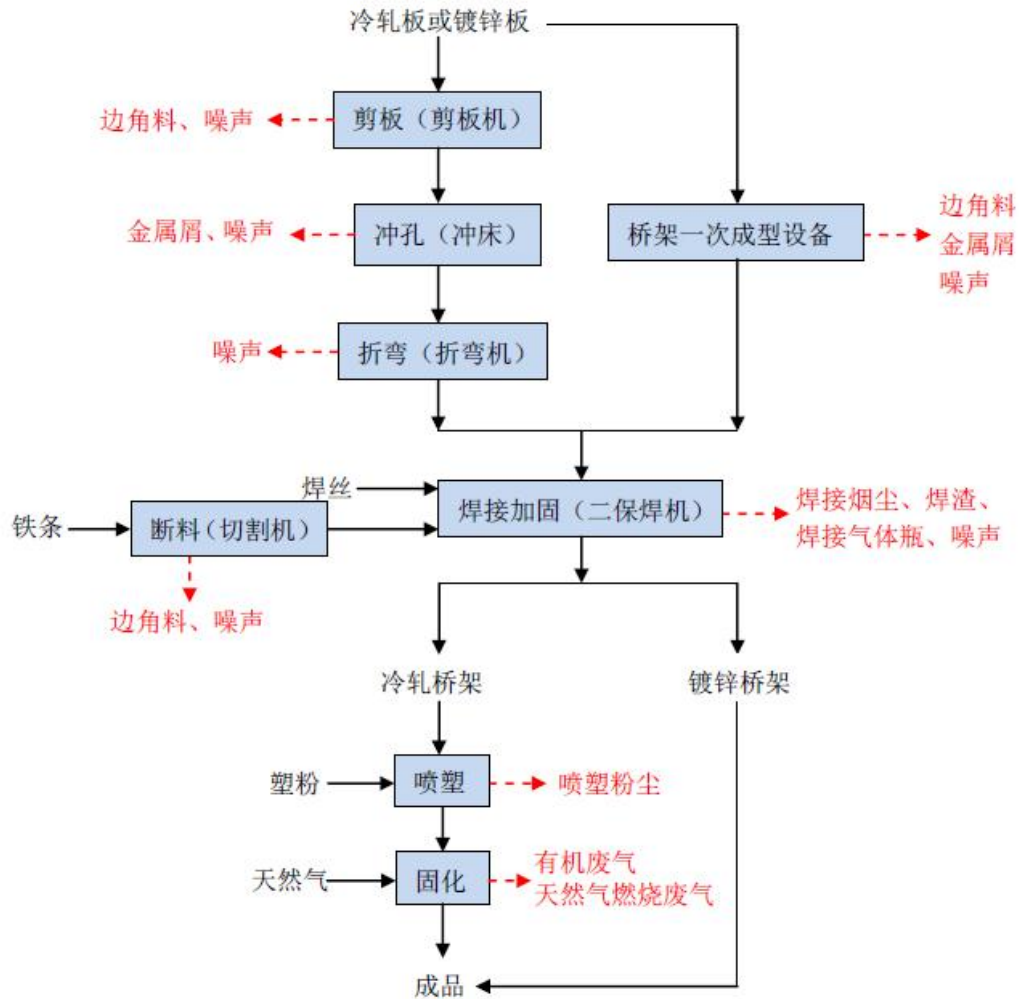 冷轧板或镀锌板
边角料、噪声
剪板（剪板机）
金属屑、噪声
冲孔（冲床）
桥架一次成型设备
边角料
金属屑
噪声
噪声
折弯（折弯机）
焊丝
铁条
断料（切割机）
焊接加固（二保焊机）
焊接烟尘、焊渣、
焊接气体瓶、噪声
边角料、噪声
冷轧桥架
镀锌桥架
塑粉
喷塑
喷塑粉尘
天然气
固化
有机废气
天然气燃烧废气
成品